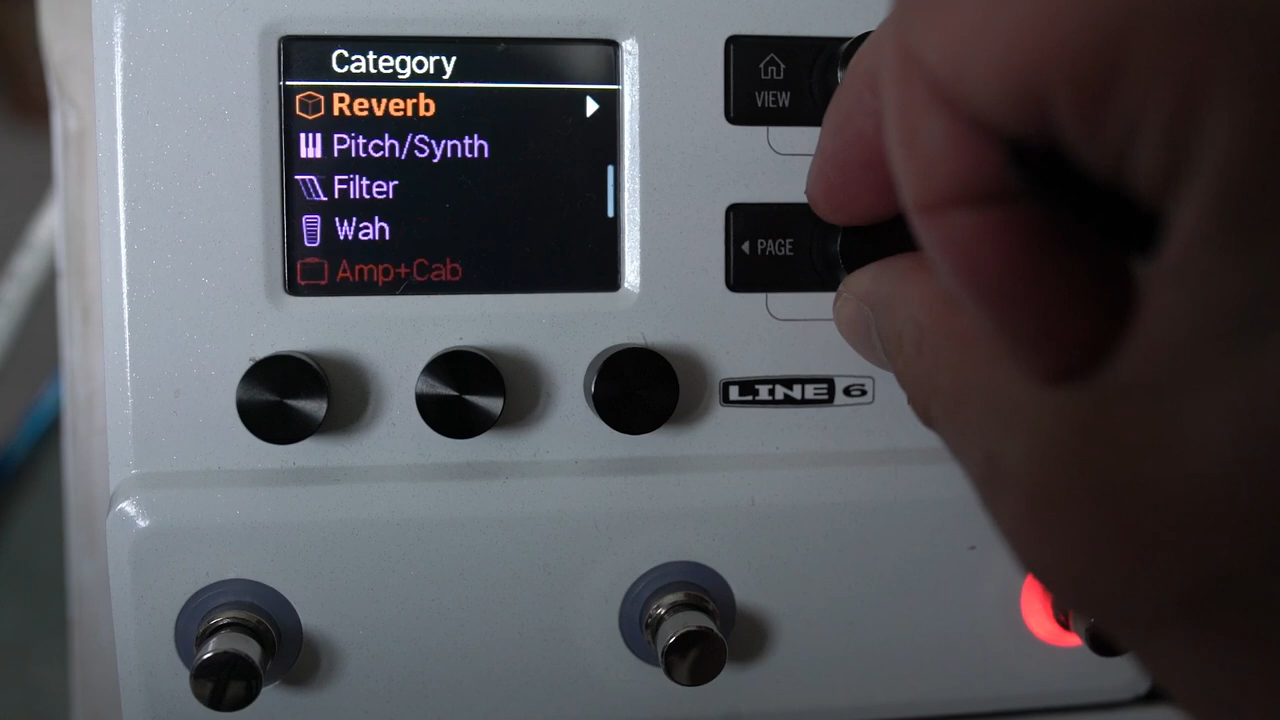 Category
Reverb
Pitch/Synth
Filter
Wah
Amp+Cab
VIEW
PAGE
LINE 6